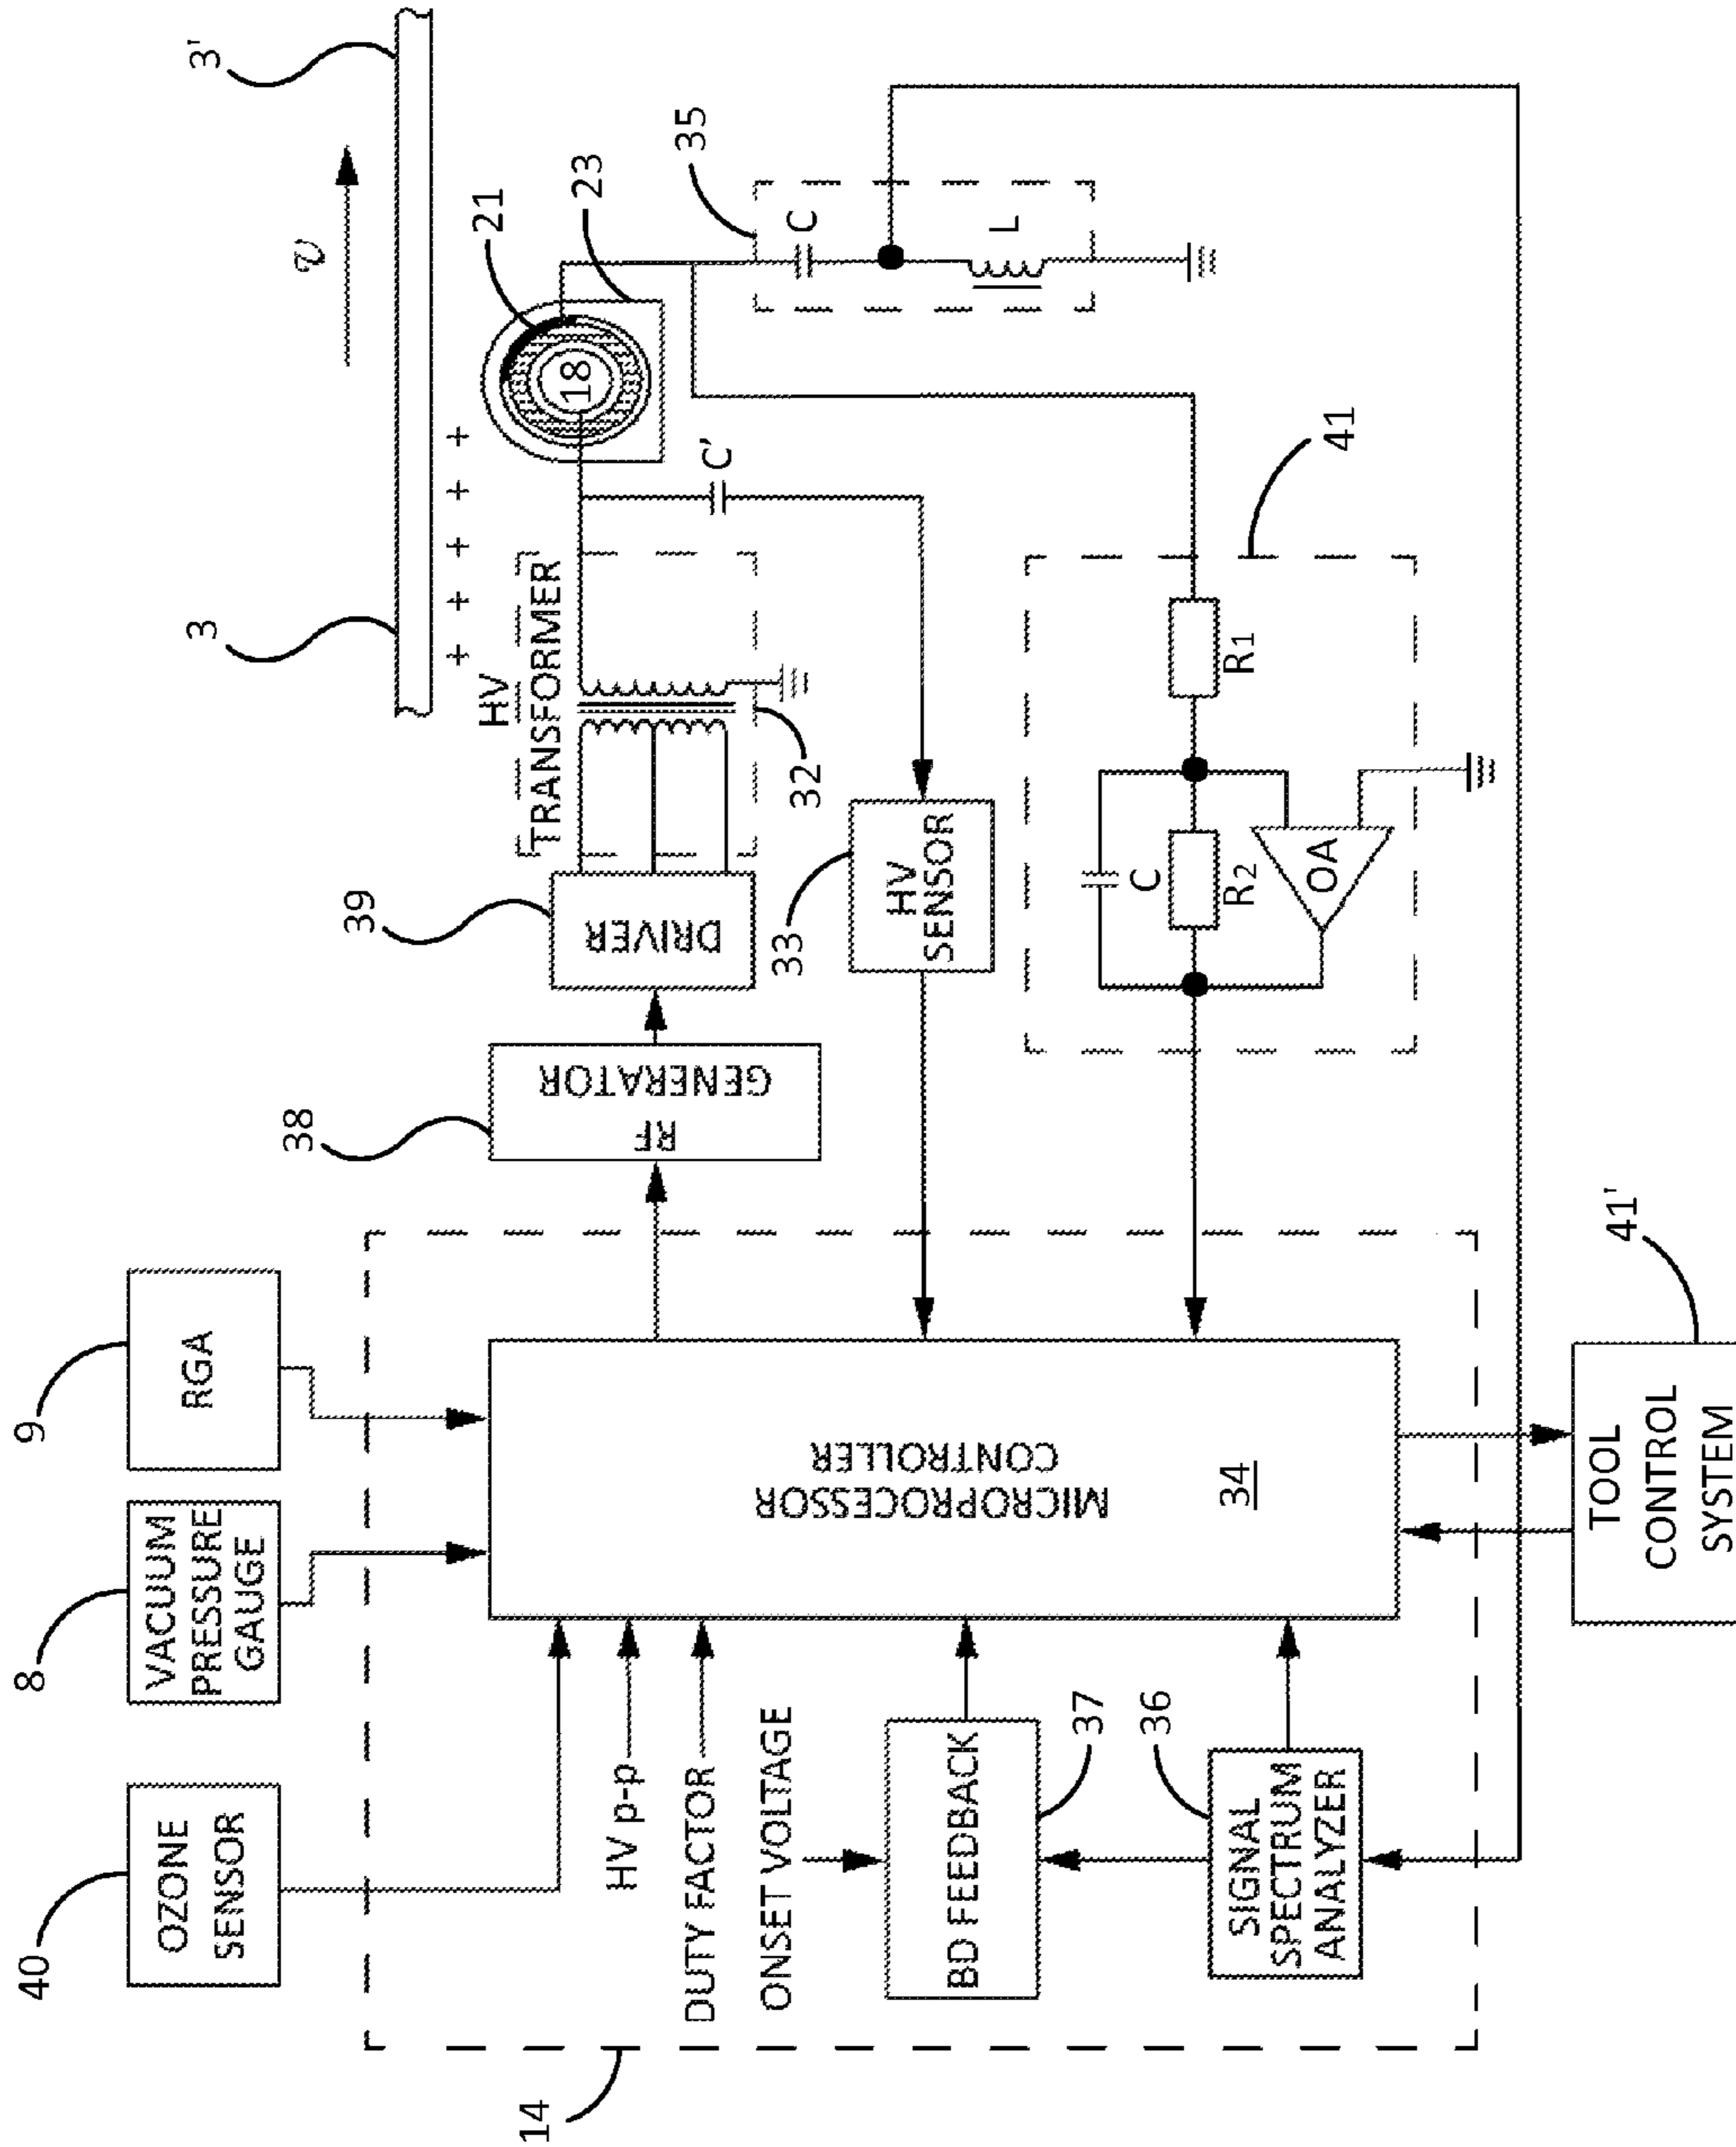 40
OZONE
SENSOR
8
VACUUM
PRESSURE
GAUGE
9
RGA
3
3'
v
+ + + + +
14
HV p-p
DUTY FACTOR
ONSET VOLTAGE
BD FEEDBACK
37
SIGNAL
SPECTRUM
ANALYZER
36
MICROPROCESSOR
CONTROLLER
34
38
RF
GENERATOR
39
DRIVER
HV
TRANSFORMER
32
18
21
23
C'
33
HV
SENSOR
35
C
L
41
C
R2
R1
OA
41'
TOOL
CONTROL
SYSTEM